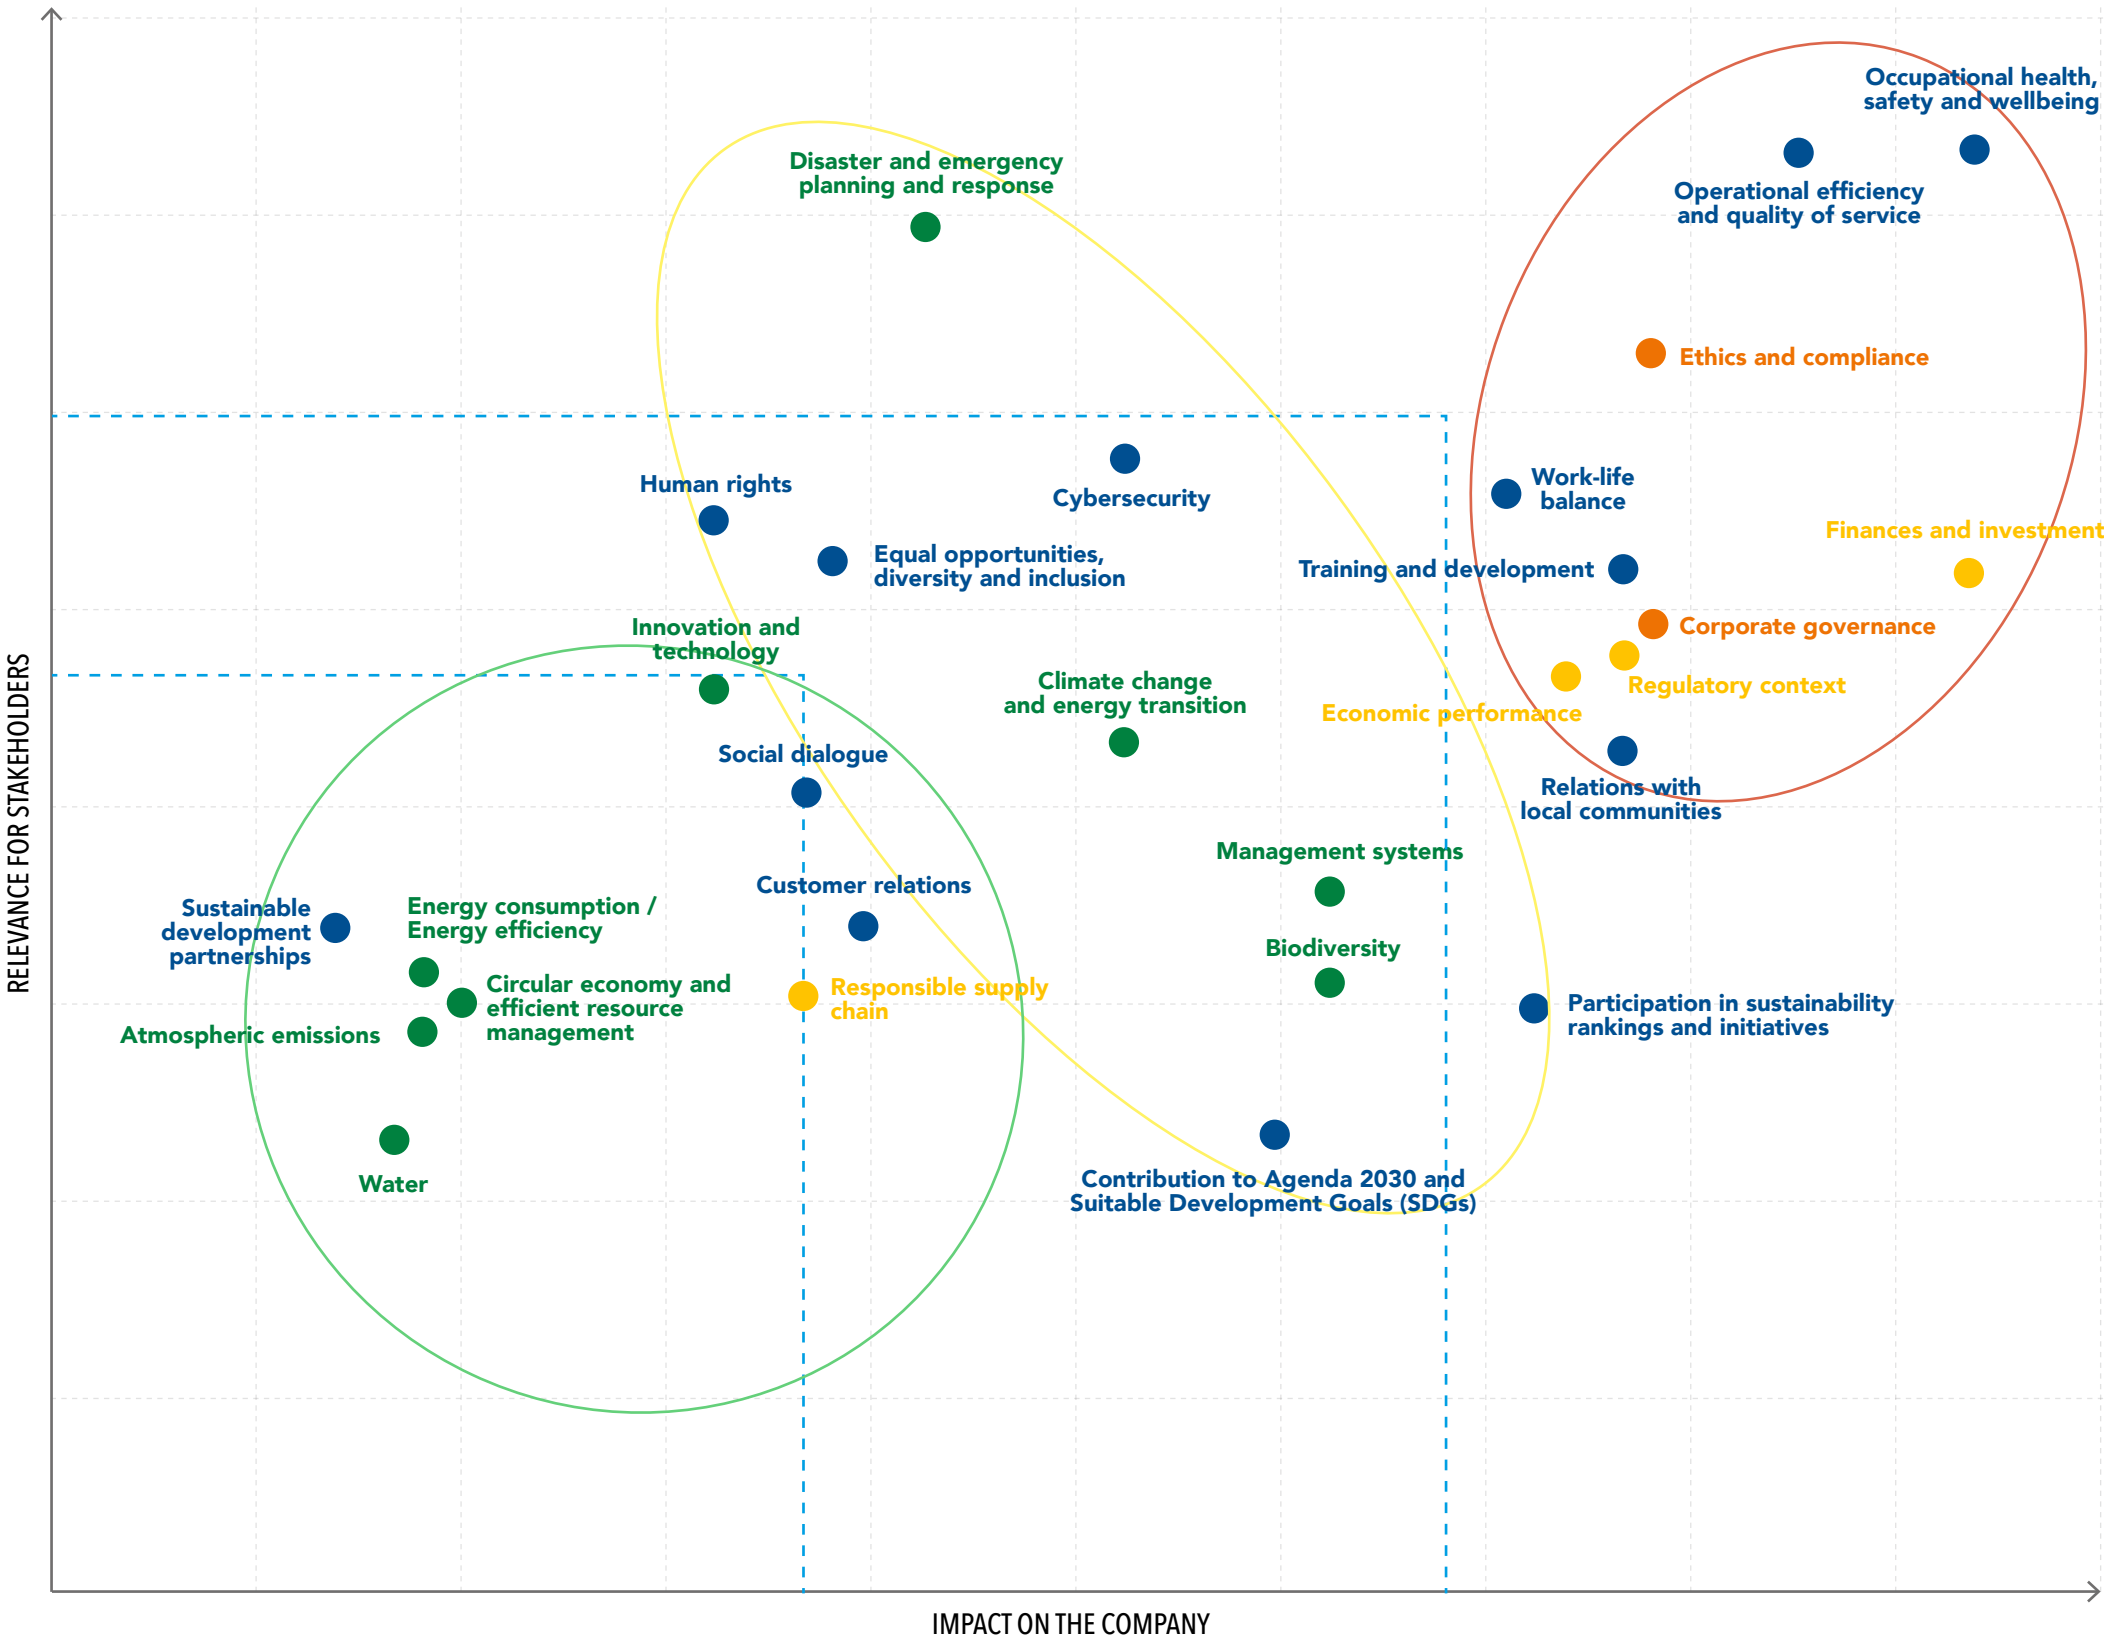 Occupational health,
safety and wellbeing
Disaster and emergency
planning and response
Operational efficiency
and quality of service
Ethics and compliance
Human rights
Cybersecurity
Work-life
balance
Finances and investment
Equal opportunities,
diversity and inclusion
Training and development
Innovation and
technology
Corporate governance
Climate change
and energy transition
Regulatory context
Economic performance
Social dialogue
Relations with
local communities
Management systems
Customer relations
Sustainable
development
partnerships
Energy consumption /
Energy efficiency
Biodiversity
Circular economy and
efficient resource
management
Responsible supply
chain
Participation in sustainability
rankings and initiatives
Atmospheric emissions
Water
Contribution to Agenda 2030 and
Suitable Development Goals (SDGs)
RELEVANCE FOR STAKEHOLDERS
IMPACT ON THE COMPANY